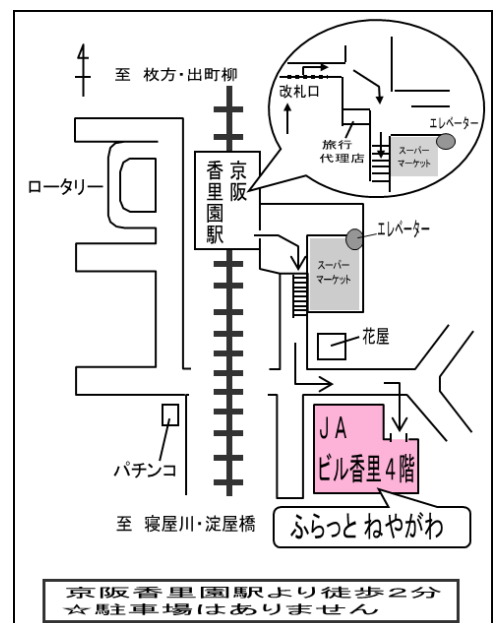 至 枚方・出町柳
改札口
旅行
代理店
エレベーター
スーパー
マーケット
ロータリー
京阪
香里園駅
エレベーター
スーパー
マーケット
花屋
パチンコ
JA
ビル香里4階
至 寝屋川・淀屋橋
ふらっと ねやがわ
京阪香里園駅より徒歩2分
☆駐車場はありません